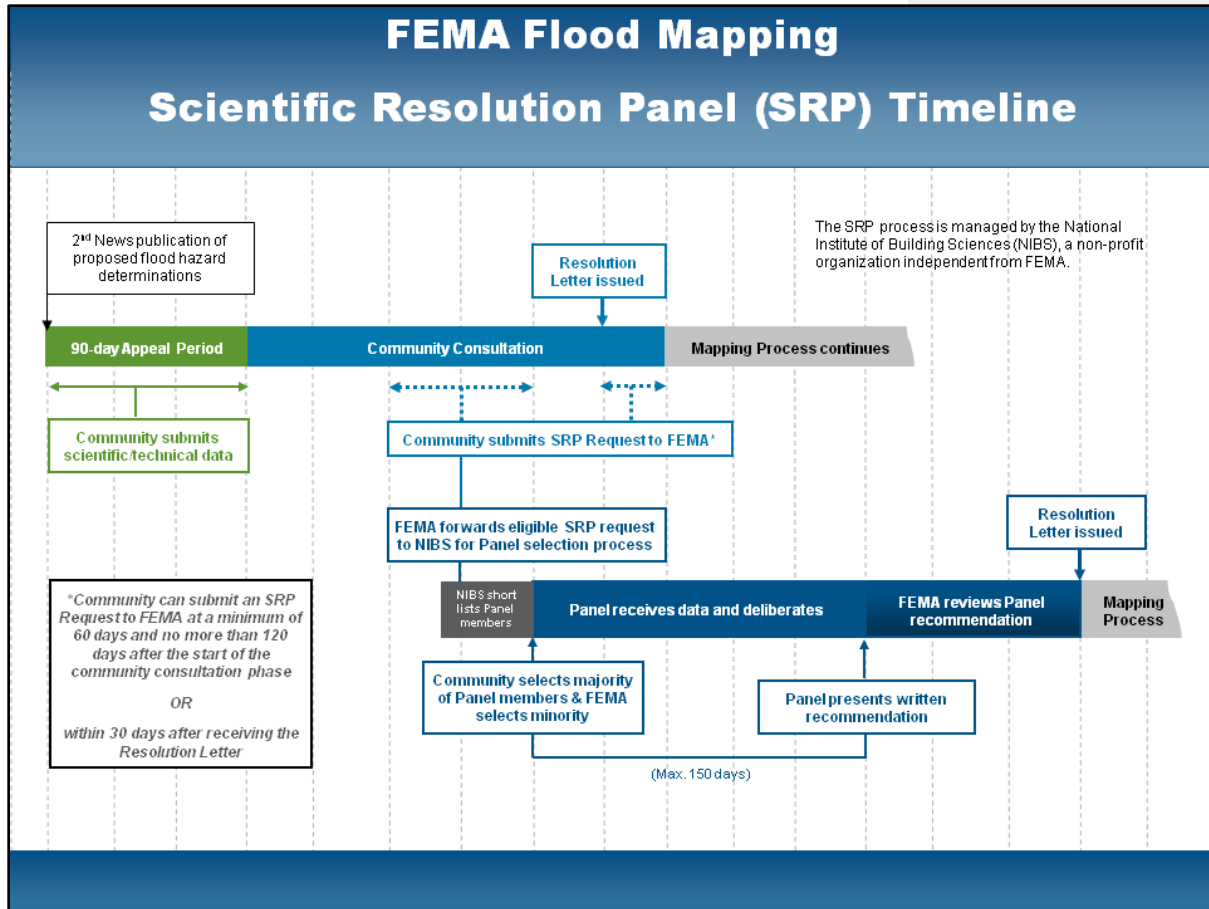 FEMA Flood Mapping
Scientific Resolution Panel (SRP) Timeline
2nd News publication of
proposed flood hazard
determinations
Resolution
Letter issued
The SRP process is managed by the National
Institute of Building Sciences (NIBS), a non-profit
organization independent from FEMA.
90-day Appeal Period
Community Consultation
Mapping Process continues
Community submits
scientific/technical data
Community submits SRP Request to FEMA*
FEMA forwards eligible SRP request
to NIBS for Panel selection process
Resolution
Letter issued
*Community can submit an SRP
Request to FEMA at a minimum of
60 days and no more than 120
days after the start of the
community consultation phase
OR
within 30 days after receiving the
Resolution Letter
NIBS short
lists Panel
members
Panel receives data and deliberates
FEMA reviews Panel
recommendation
Mapping
Process
Community selects majority
of Panel members & FEMA
selects minority
Panel presents written
recommendation
(Max. 150 days)